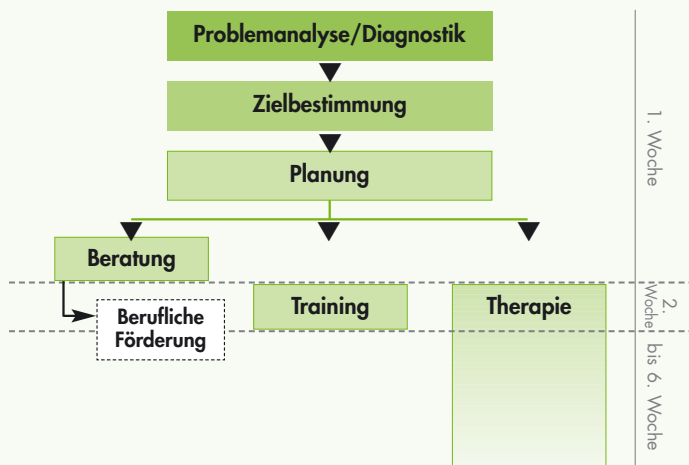 Problemanalyse/Diagnostik
Zielbestimmung
Planung
Beratung
Berufliche
Förderung
Training
Therapie
1. Woche
2.
Woche
bis 6. Woche